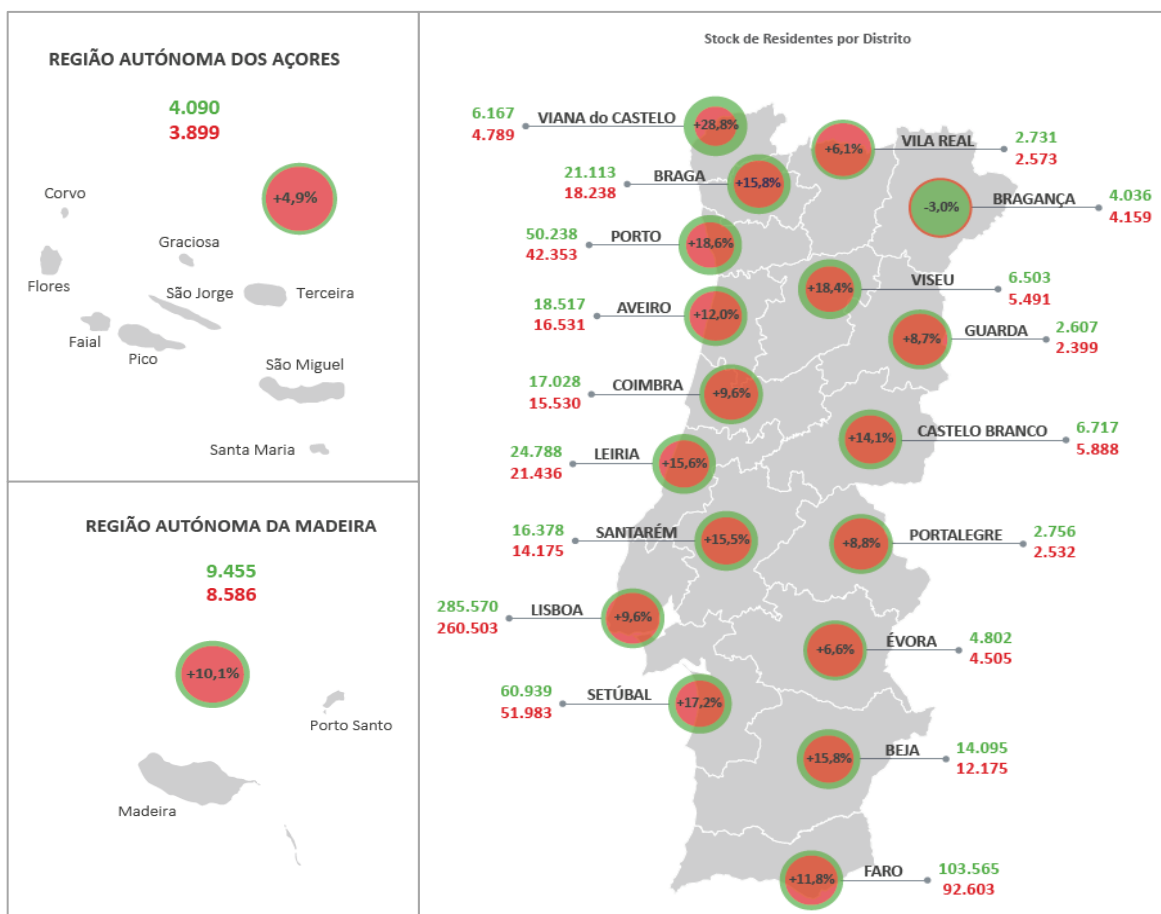 REGIÃO AUTÓNOMA DOS AÇORES
4.090
3.899
+4,9%
Corvo
Graciosa
Flores
São Jorge
Terceira
Faial
Pico
São Miguel
Santa Maria
REGIÃO AUTÓNOMA DA MADEIRA
9.455
8.586
+10,1%
Porto Santo
Madeira
Stock de Residentes por Distrito
6.167
4.789
VIANA do CASTELO
+28,8%
+6,1%
VILA REAL
2.731
2.573
21.113
18.238
BRAGA
+15,8%
-3,0%
BRAGANÇA
4.036
4.159
50.238
42.353
PORTO
+18,6%
+18,4%
VISEU
6.503
5.491
18.517
16.531
AVEIRO
+12,0%
+8,7%
GUARDA
2.607
2.399
17.028
15.530
COIMBRA
+9,6%
+14,1%
CASTELO BRANCO
6.717
5.888
24.788
21.436
LEIRIA
+15,6%
16.378
14.175
SANTARÉM
+15,5%
+8,8%
PORTALEGRE
2.756
2.532
285.570
260.503
LISBOA
+9,6%
+6,6%
ÉVORA
4.802
4.505
60.939
51.983
SETÚBAL
+17,2%
+15,8%
BEJA
14.095
12.175
+11,8%
FARO
103.565
92.603